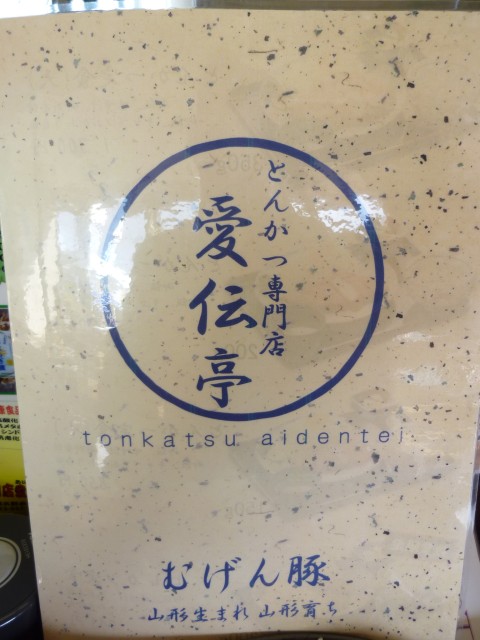 とんかつ専門店
愛伝亭
tonkatsu aidentei
むげん豚
山形生まれ 山形育ち